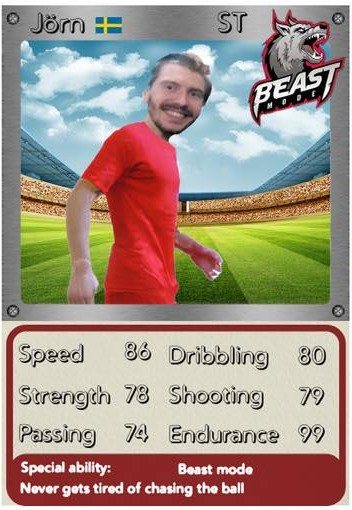 Jörn ST
BEAST
MODE
Speed 86 Dribbling 80
Strength 78 Shooting 79
Passing 74 Endurance 99
Special ability: Beast mode
Never gets tired of chasing the ball